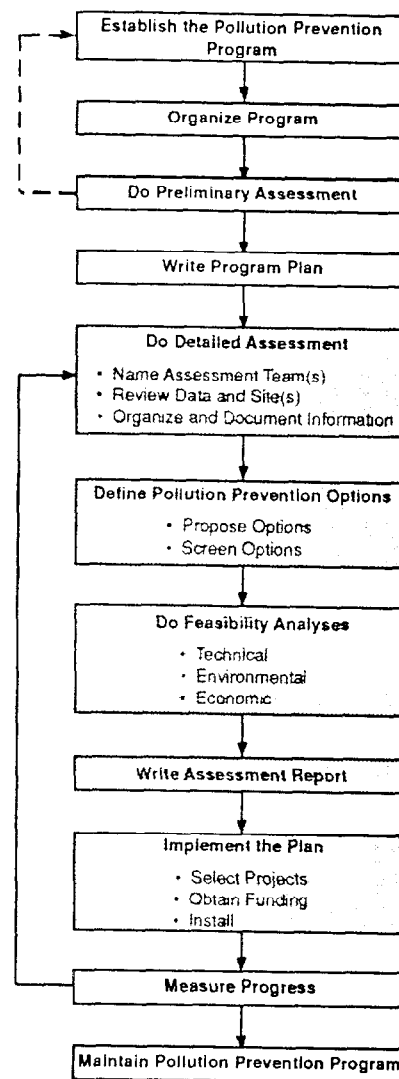 Establish the Pollution Prevention
Program
Organize Program
Do Preliminary Assessment
Write Program Plan
Do Detailed Assessment
• Name Assessment Team(s)
• Review Data and Site(s)
• Organize and Document Information
Define Pollution Prevention Options
• Propose Options
• Screen Options
Do Feasibility Analyses
• Technical
• Environmental
• Economic
Write Assessment Report
Implement the Plan
• Select Projects
• Obtain Funding
• Install
Measure Progress
Maintain Pollution Prevention Program